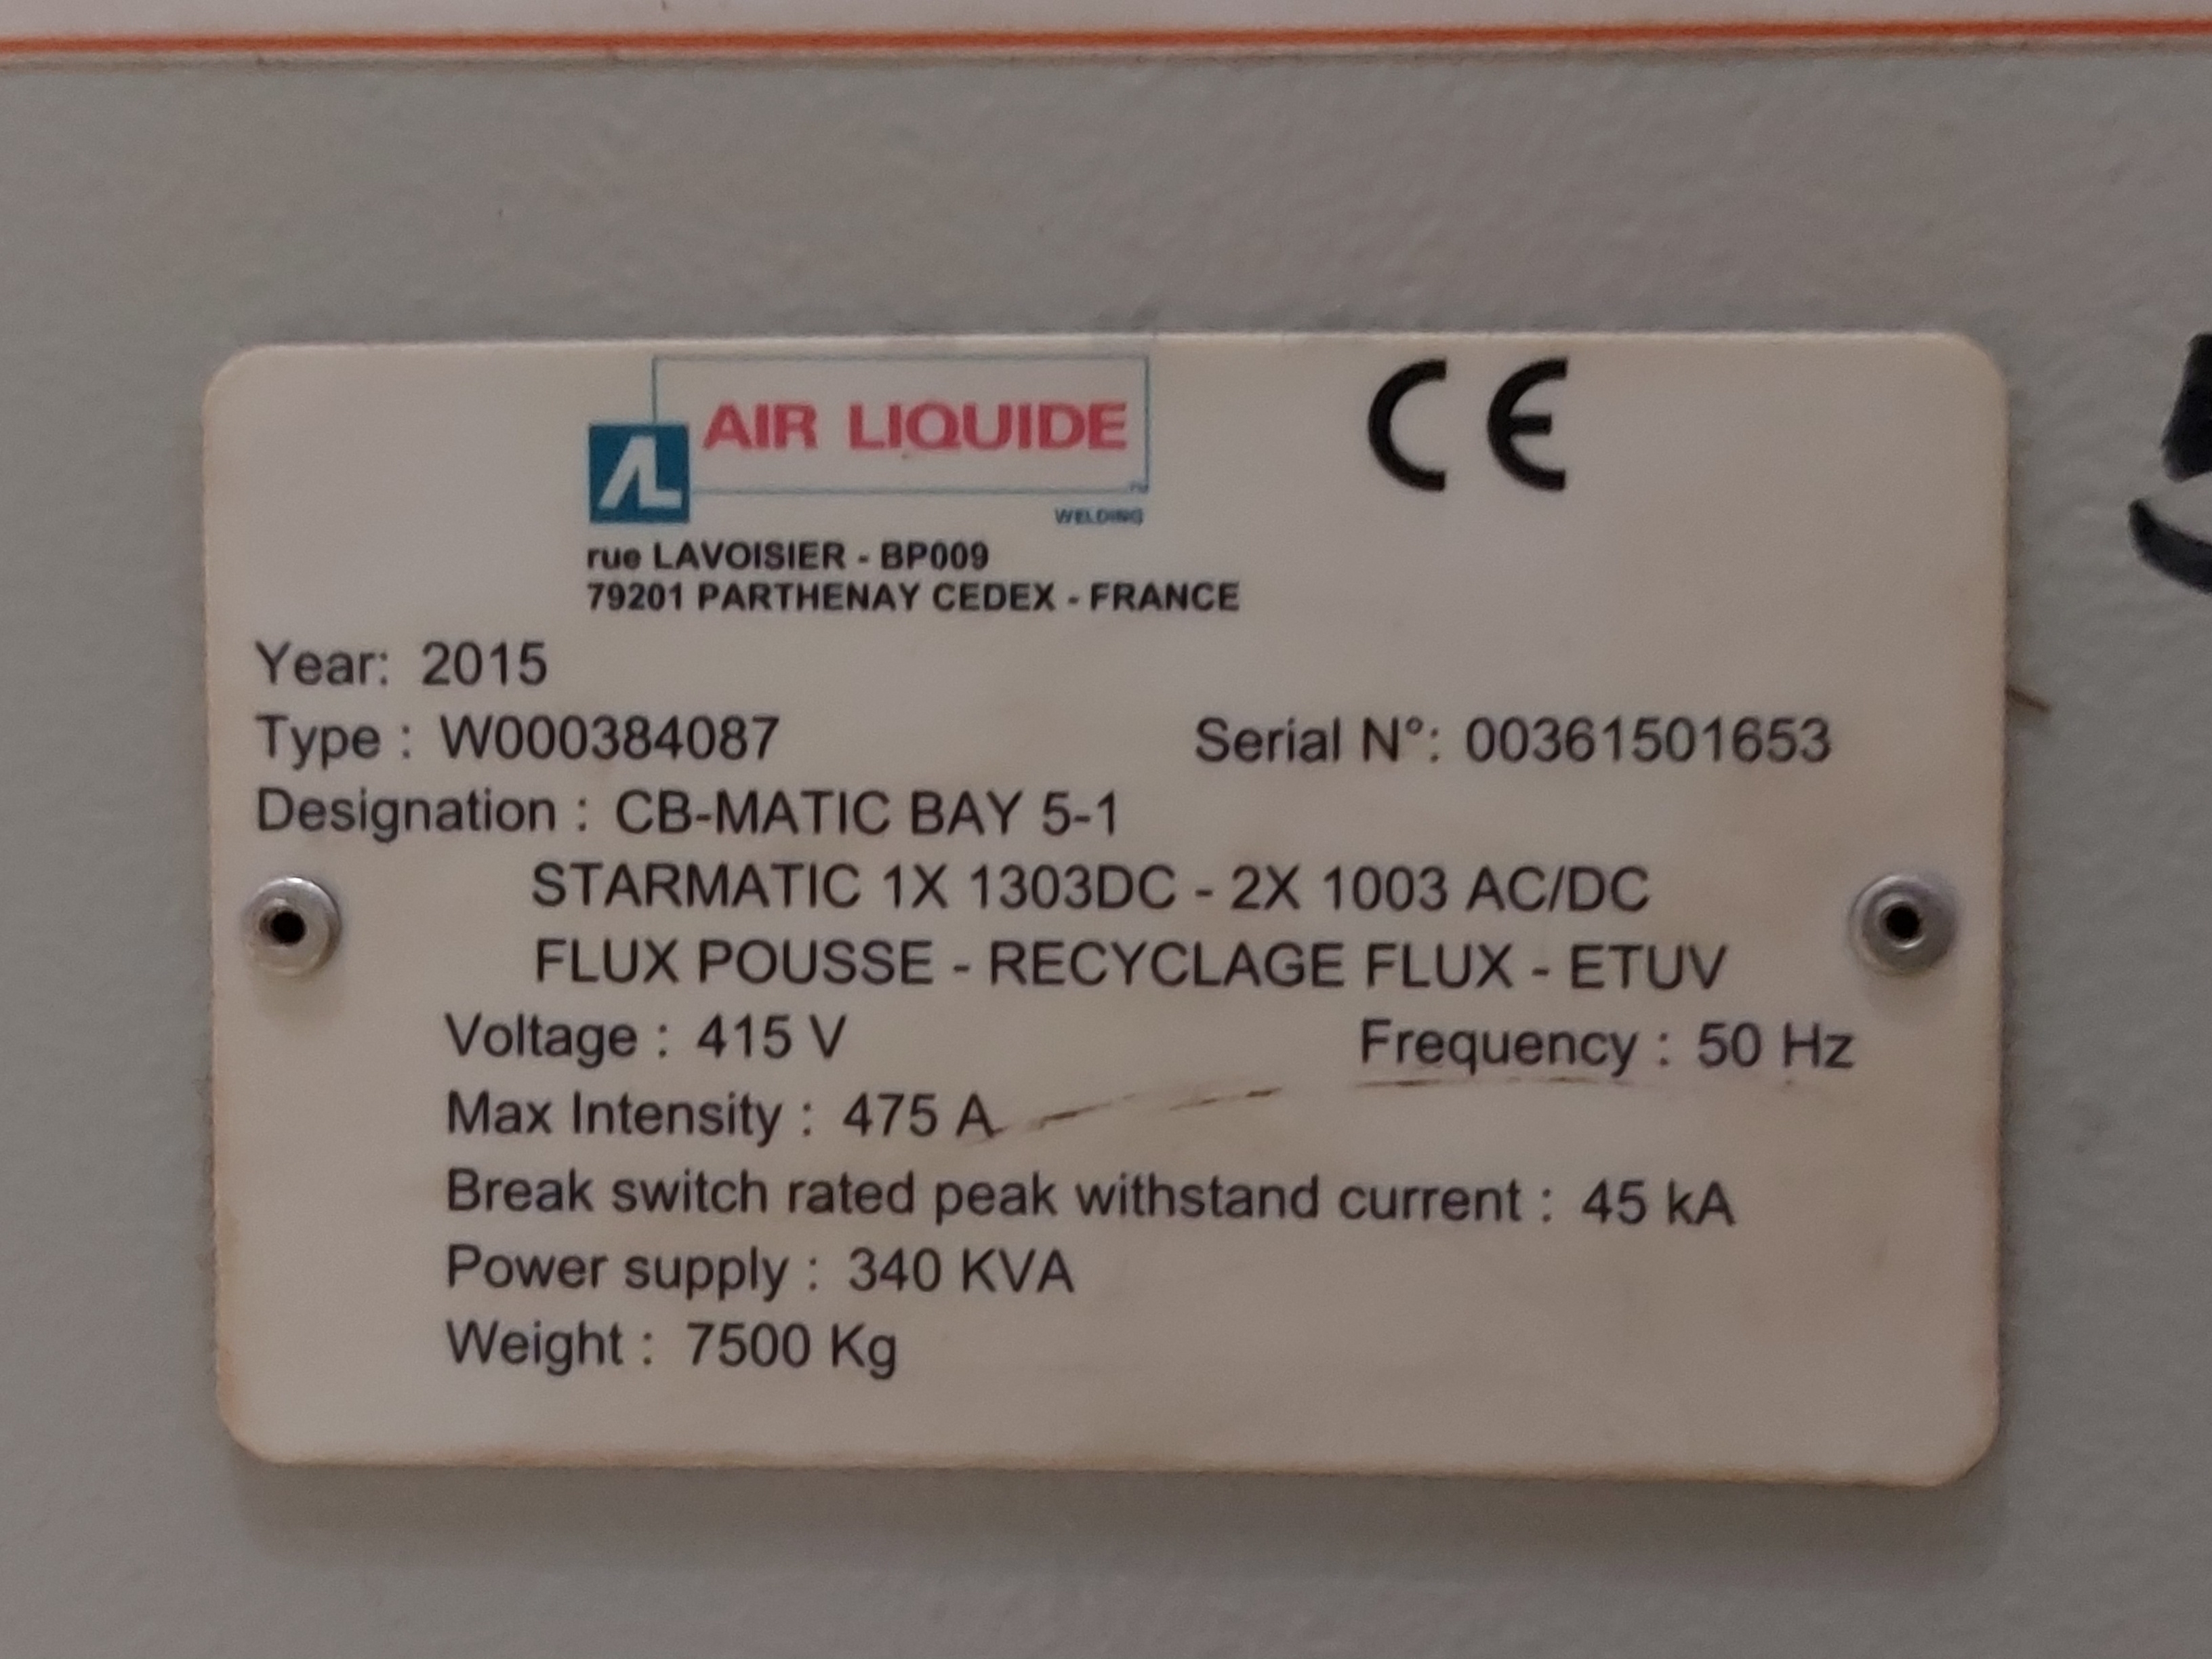 AIR LIQUIDE
AL
WELDING
CE
rue LAVOISIER - BP009
79201 PARTHENAY CEDEX - FRANCE
Year: 2015
Type : W000384087 Serial N°: 00361501653
Designation : CB-MATIC BAY 5-1
STARMATIC 1X 1303DC - 2X 1003 AC/DC
FLUX POUSSE - RECYCLAGE FLUX - ETUV
Voltage : 415 V Frequency : 50 Hz
Max Intensity : 475 A
Break switch rated peak withstand current : 45 kA
Power supply : 340 KVA
Weight : 7500 Kg